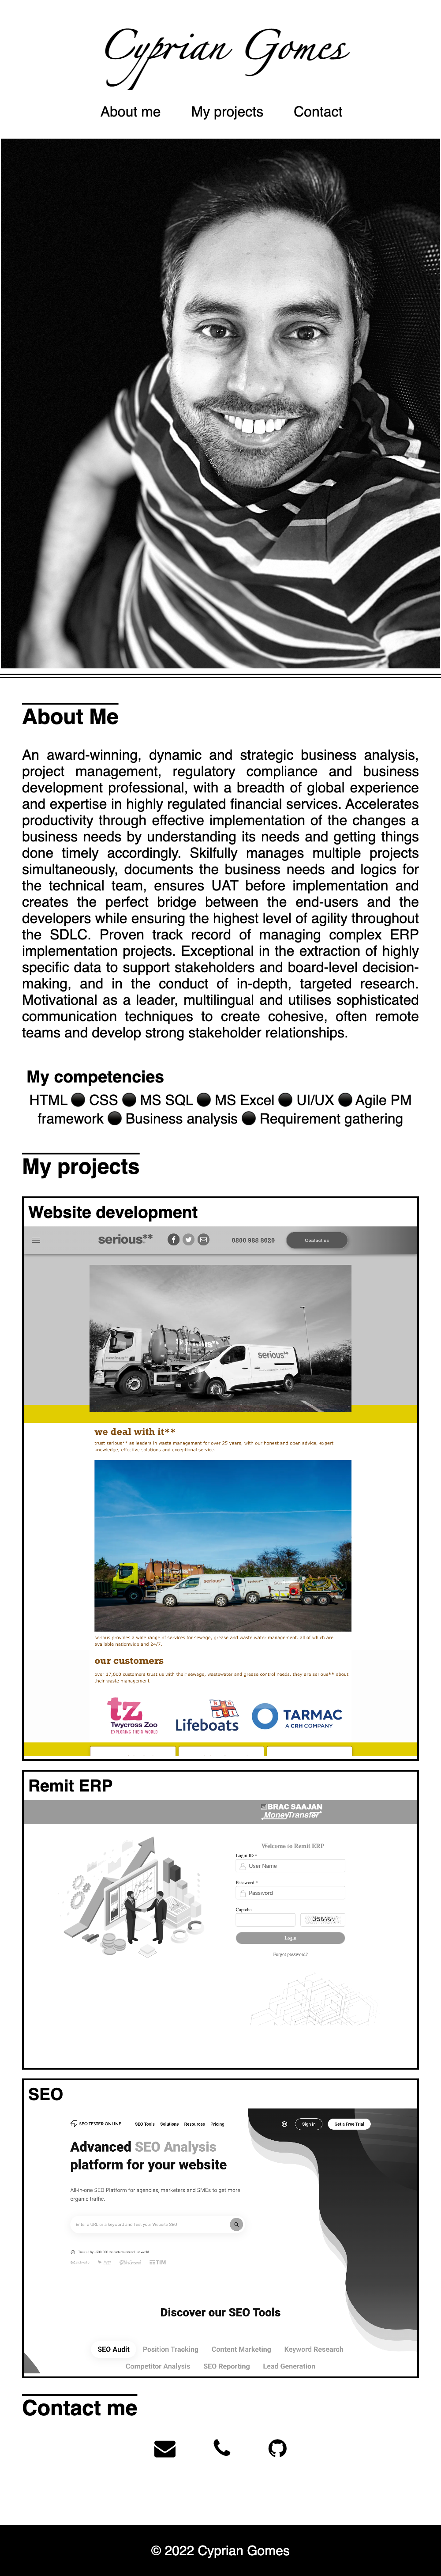 Cyprian Gomes
About me My projects Contact
About Me
An award-winning, dynamic and strategic business analysis,
project management, regulatory compliance and business
development professional, with a breadth of global experience
and expertise in highly regulated financial services. Accelerates
productivity through effective implementation of the changes a
business needs by understanding its needs and getting things
done timely accordingly. Skilfully manages multiple projects
simultaneously, documents the business needs and logics for
the technical team, ensures UAT before implementation and
creates the perfect bridge between the end-users and the
developers while ensuring the highest level of agility throughout
the SDLC. Proven track record of managing complex ERP
implementation projects. Exceptional in the extraction of highly
specific data to support stakeholders and board-level decision-
making, and in the conduct of in-depth, targeted research.
Motivational as a leader, multilingual and utilises sophisticated
communication techniques to create cohesive, often remote
teams and develop strong stakeholder relationships.
My competencies
HTML ⚫ CSS ⚫ MS SQL ⚫ MS Excel ⚫ UI/UX ⚫ Agile PM
framework ⚫ Business analysis ⚫ Requirement gathering
My projects
Website development
serious** 0800 988 8020 Contact us
serious**
we deal with it**
trust serious** as leaders in waste management for over 25 years, with our honest and open advice, expert
knowledge, effective solutions and exceptional service.
serious provides a wide range of services for sewage, grease and waste water management. all of which are
available nationwide and 24/7.
our customers
over 17,000 customers trust us with their sewage, wastewater and grease control needs. they are serious** about
their waste management
tz
Twycross Zoo
EXPLORING THEIR WORLD
Lifeboats
TARMAC
A CRH COMPANY
Remit ERP
BRAC SAAJAN
MoneyTransfer
Welcome to Remit ERP
Login ID *
User Name
Password *
Password
Captcha
Login
Forgot password?
SEO
SEO TESTER ONLINE SEO Tools Solutions Resources Pricing Sign in Get a Free Trial
Advanced SEO Analysis
platform for your website
All-in-one SEO Platform for agencies, marketers and SMEs to get more
organic traffic.
Enter a URL or a keyword and Test your Website SEO
TIM
Discover our SEO Tools
SEO Audit Position Tracking Content Marketing Keyword Research
Competitor Analysis SEO Reporting Lead Generation
Contact me
© 2022 Cyprian Gomes